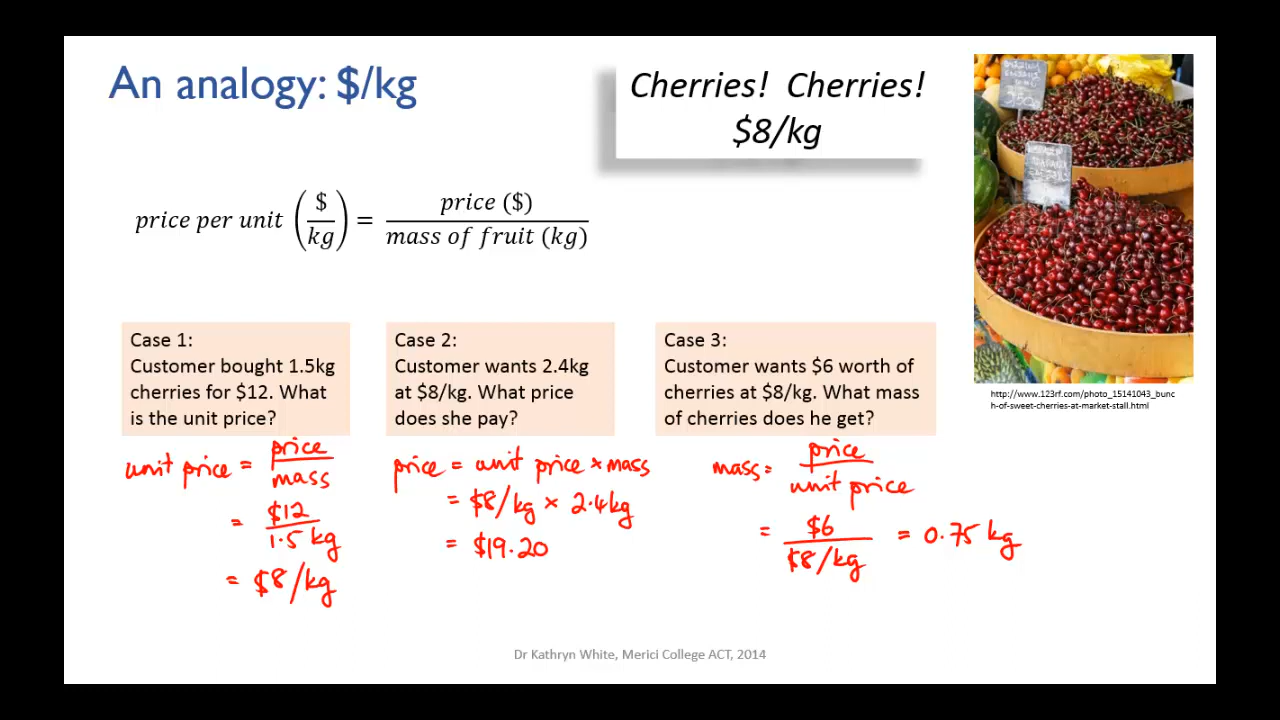 An analogy: $/kg
Cherries! Cherries!
$8/kg
price per unit ($/kg) = price ($) / mass of fruit (kg)
Case 1:
Customer bought 1.5kg
cherries for $12. What
is the unit price?
unit price = price / mass
= $12 / 1.5 kg
= $8/kg
Case 2:
Customer wants 2.4kg
at $8/kg. What price
does she pay?
price = unit price × mass
= $8/kg × 2.4kg
= $19.20
Case 3:
Customer wants $6 worth of
cherries at $8/kg. What mass
of cherries does he get?
mass = price / unit price
= $6 / $8/kg = 0.75 kg
http://www.123rf.com/photo_15141043_bunc
h-of-sweet-cherries-at-market-stall.html
Dr Kathryn White, Merici College ACT, 2014